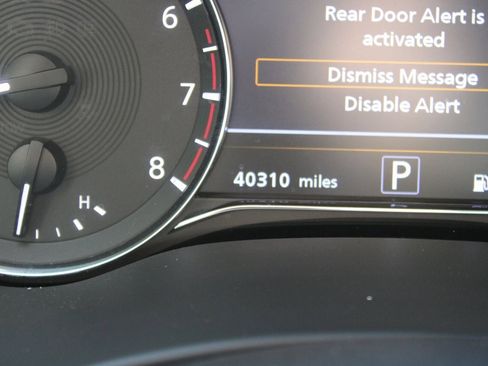 Rear Door Alert is
activated
Dismiss Message
Disable Alert
6
7
8
H
40310 miles
P